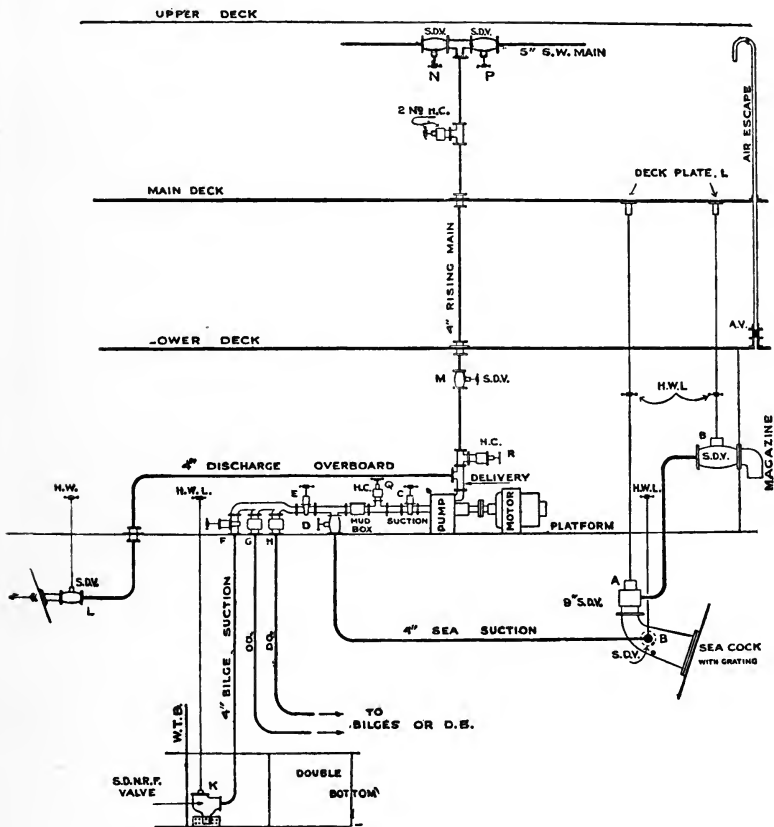 UPPER DECK
S.D.V. S.D.V.
5" S.W. MAIN
N P
2 Nº H.C.
AIR ESCAPE
DECK PLATE. L
MAIN DECK
4" RISING MAIN
LOWER DECK
A.V.
M S.D.V.
H.W.L
B
S.D.V.
MAGAZINE
H.C.
R
4" DISCHARGE OVERBOARD
DELIVERY
H.W.
H.W.L.
E H.C. Q C
H.W.L.
D MUD BOX SUCTION PUMP MOTOR PLATFORM
F G H
A
S.D.V.
L
9" S.D.V.
4" SEA SUCTION
B
S.D.V.
SEA COCK
WITH GRATING
4" BILGE SUCTION
DO.
DO.
W.T.B.
TO
BILGES OR D.B.
K
S.D.N.R.F.
VALVE
DOUBLE
BOTTOM